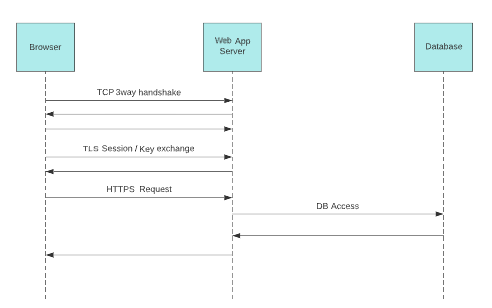 Browser
Web App
Server
Database
TCP 3way handshake
TLS Session / Key exchange
HTTPS Request
DB Access